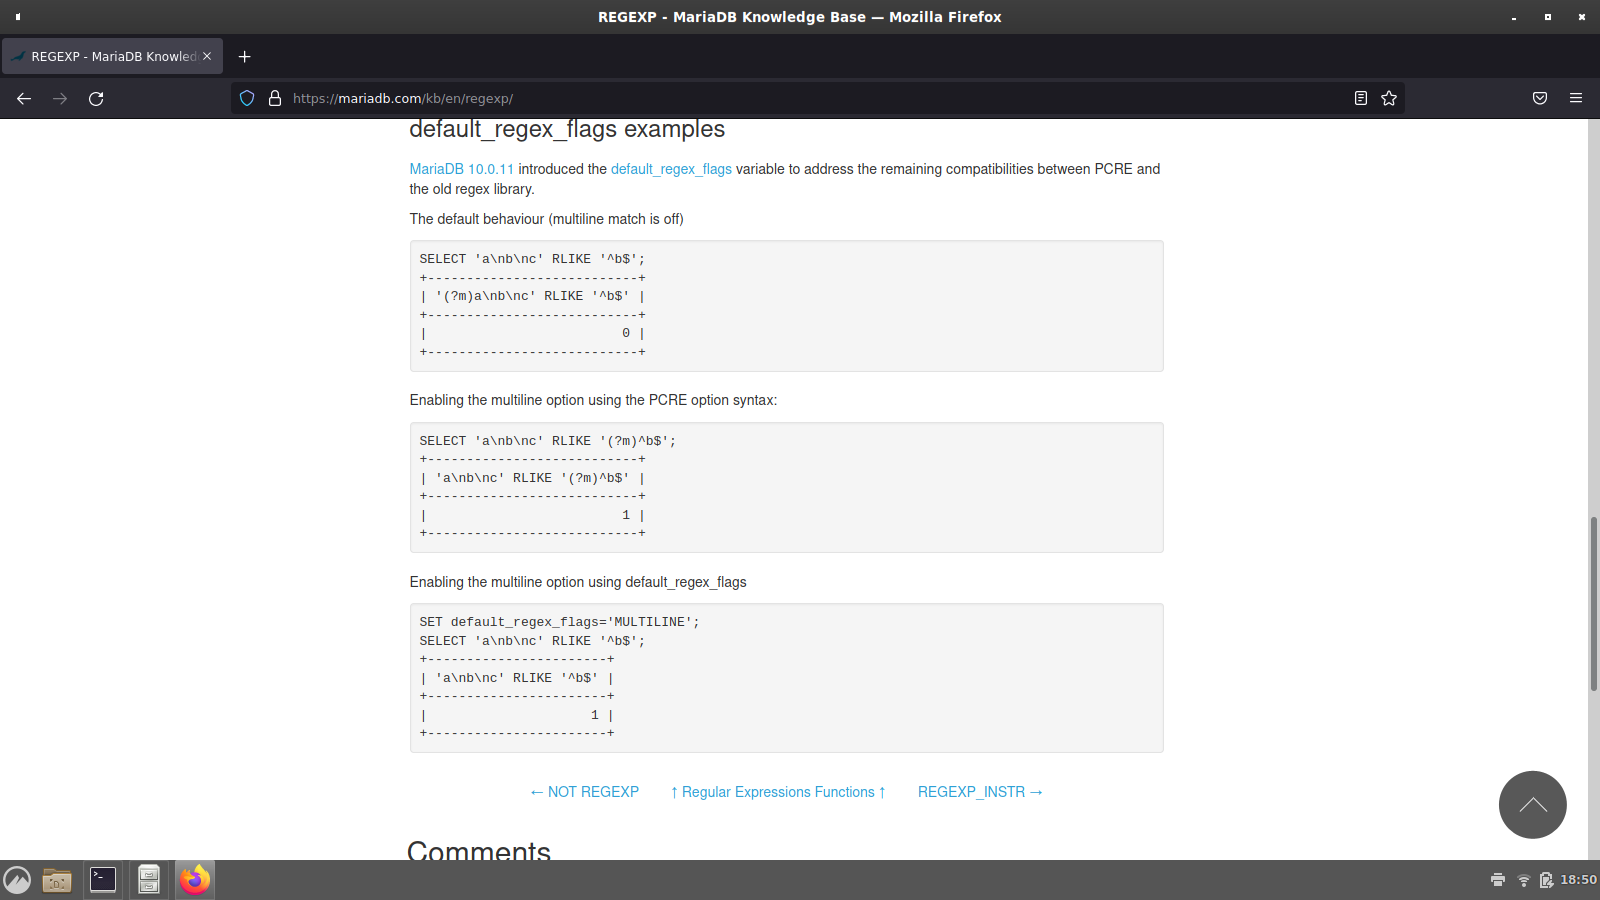 REGEXP - MariaDB Knowledge Base — Mozilla Firefox
REGEXP - MariaDB Knowled
https://mariadb.com/kb/en/regexp/
default_regex_flags examples
MariaDB 10.0.11 introduced the default_regex_flags variable to address the remaining compatibilities between PCRE and
the old regex library.
The default behaviour (multiline match is off)
SELECT 'a\nb\nc' RLIKE '^b$';
+---------------------------+
| '(?m)a\nb\nc' RLIKE '^b$' |
+---------------------------+
|                         0 |
+---------------------------+
Enabling the multiline option using the PCRE option syntax:
SELECT 'a\nb\nc' RLIKE '(?m)^b$';
+---------------------------+
| 'a\nb\nc' RLIKE '(?m)^b$' |
+---------------------------+
|                         1 |
+---------------------------+
Enabling the multiline option using default_regex_flags
SET default_regex_flags='MULTILINE';
SELECT 'a\nb\nc' RLIKE '^b$';
+-----------------------+
| 'a\nb\nc' RLIKE '^b$' |
+-----------------------+
|                     1 |
+-----------------------+
← NOT REGEXP ↑ Regular Expressions Functions ↑ REGEXP_INSTR →
Comments
18:50